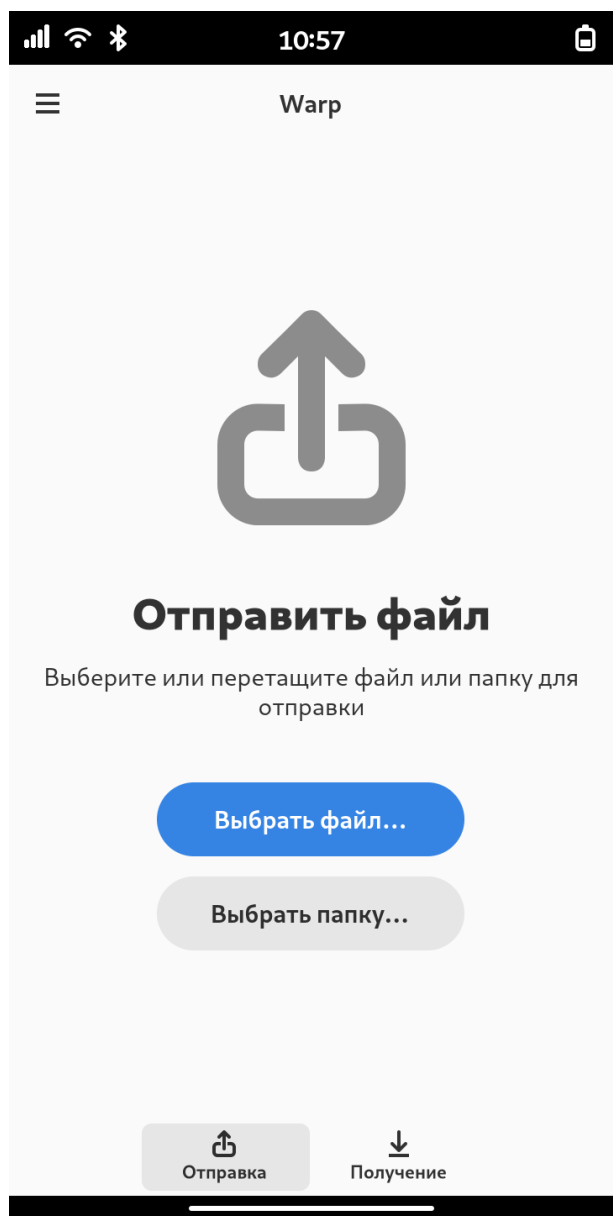 10:57
Warp
Отправить файл
Выберите или перетащите файл или папку для
отправки
Выбрать файл...
Выбрать папку...
Отправка
Получение